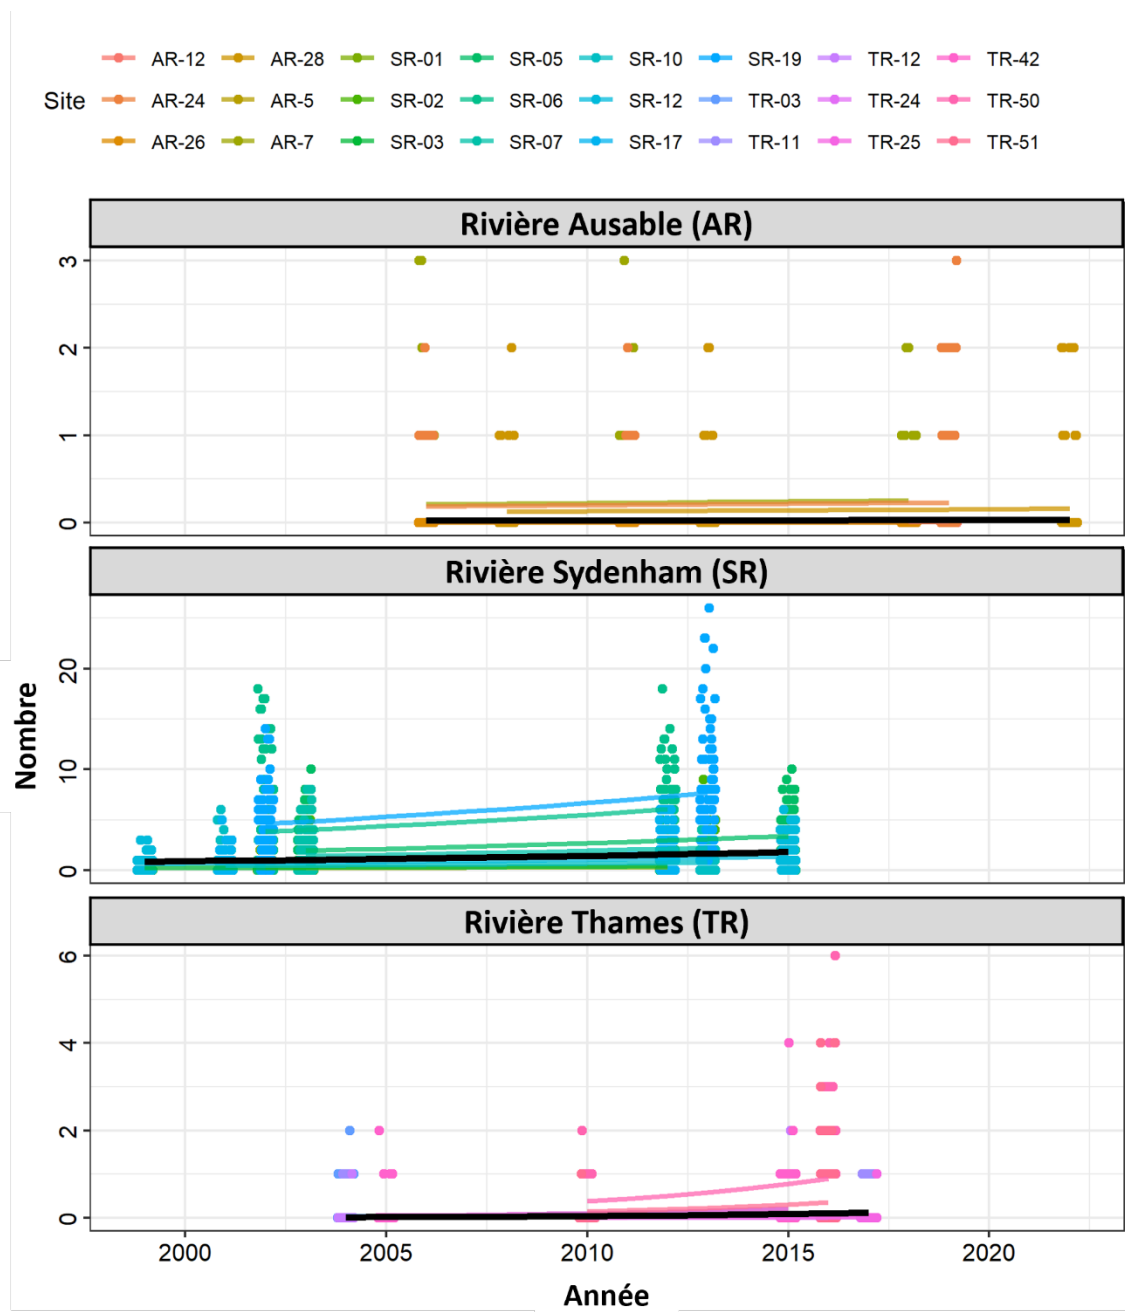 AR-12 AR-28 SR-01 SR-05 SR-10 SR-19 TR-12 TR-42
Site AR-24 AR-5 SR-02 SR-06 SR-12 TR-03 TR-24 TR-50
AR-26 AR-7 SR-03 SR-07 SR-17 TR-11 TR-25 TR-51
Rivière Ausable (AR)
3
2
1
0
Rivière Sydenham (SR)
20
10
0
Nombre
Rivière Thames (TR)
6
4
2
0
2000 2005 2010 2015 2020
Année